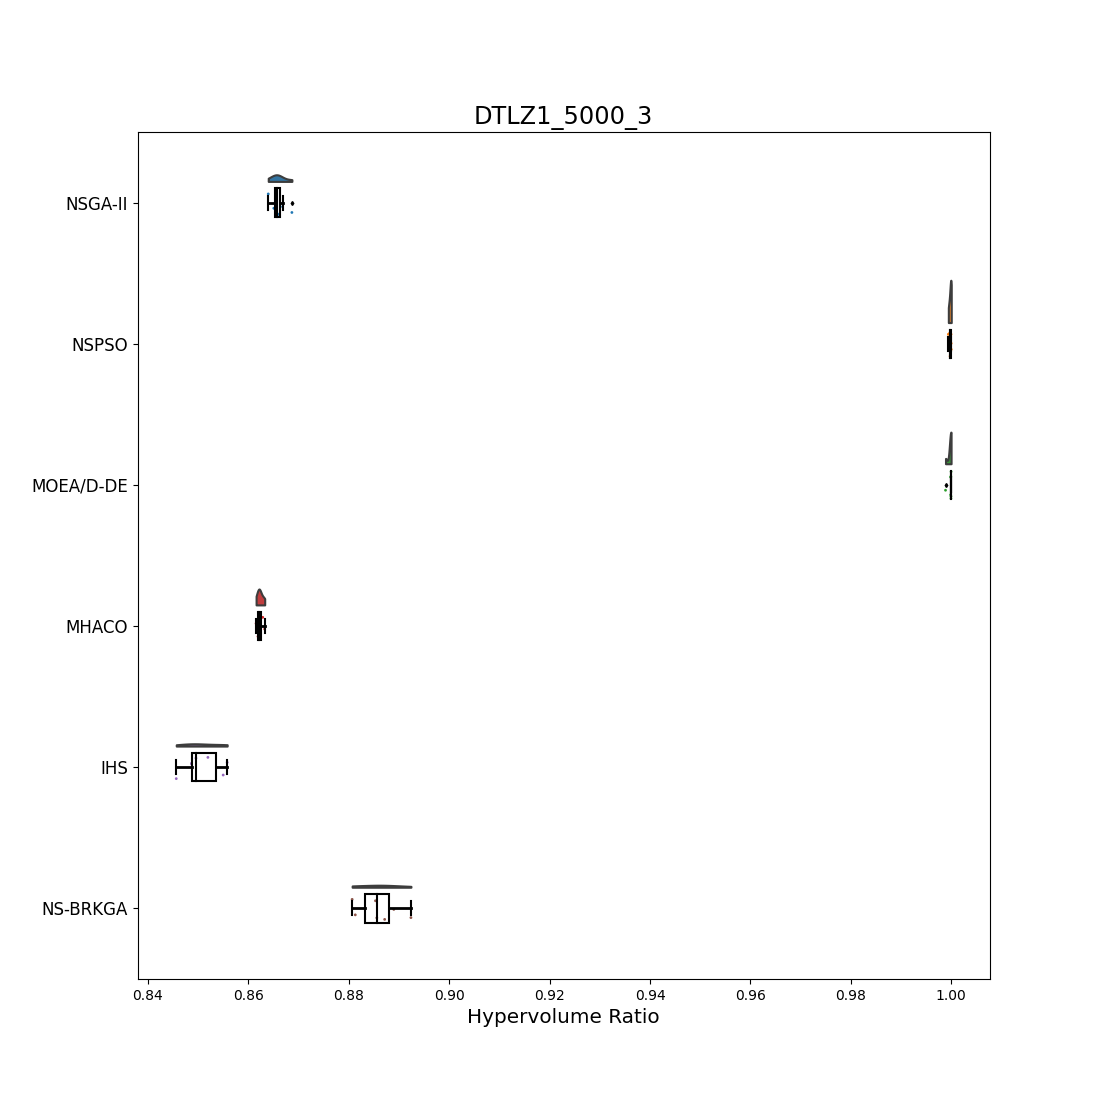 DTLZ1_5000_3
NSGA-II
NSPSO
MOEA/D-DE
MHACO
IHS
NS-BRKGA
0.84 0.86 0.88 0.90 0.92 0.94 0.96 0.98 1.00
Hypervolume Ratio